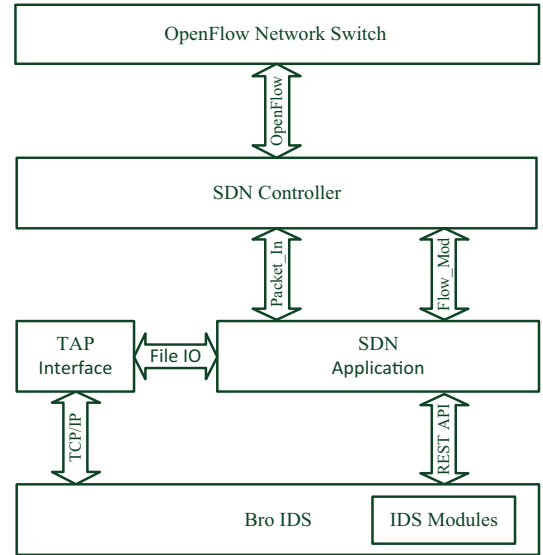 OpenFlow Network Switch
OpenFlow
SDN Controller
Packet_In
Flow_Mod
TAP
Interface
File IO
SDN
Application
TCP/IP
REST API
Bro IDS
IDS Modules